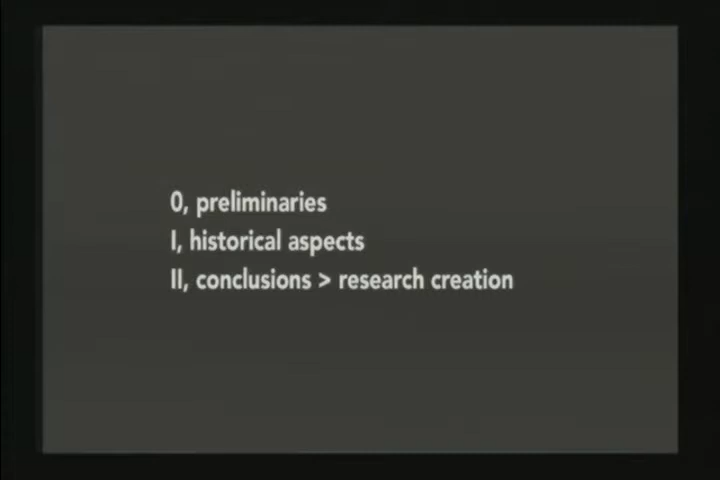 0, preliminaries
I, historical aspects
II, conclusions > research creation